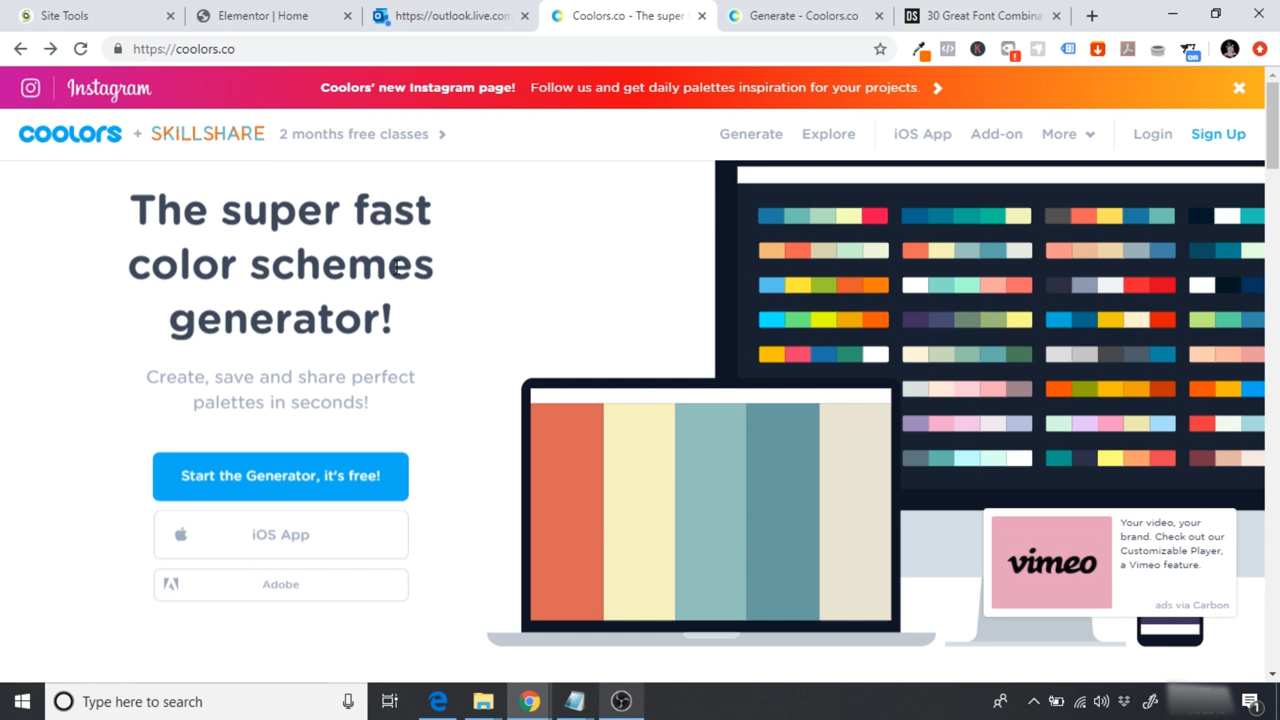 Site Tools
Elementor | Home
https://outlook.live.com
Coolors.co - The super
Generate - Coolors.co
DS 30 Great Font Combina
https://coolors.co
on
Instagram
Coolors' new Instagram page! Follow us and get daily palettes inspiration for your projects.
coolors + SKILLSHARE 2 months free classes
Generate Explore iOS App Add-on More Login Sign Up
The super fast
color schemes
generator!
Create, save and share perfect
palettes in seconds!
Start the Generator, it's free!
iOS App
Adobe
vimeo
Your video, your
brand. Check out our
Customizable Player,
a Vimeo feature.
ads via Carbon
Type here to search